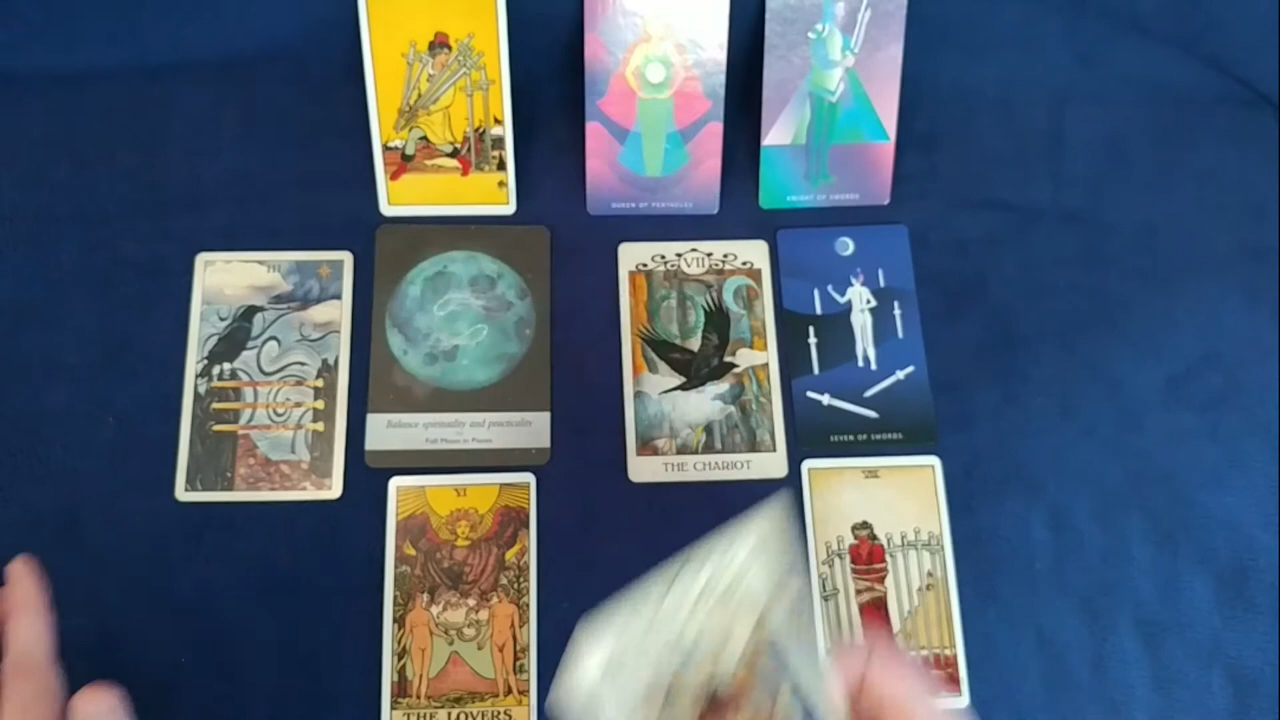 QUEEN OF PENTACLES
KNIGHT OF SWORDS
III
Balance spirituality and practicality
Full Moon in Pisces
VII
THE CHARIOT
SEVEN OF SWORDS
VI
THE LOVERS.